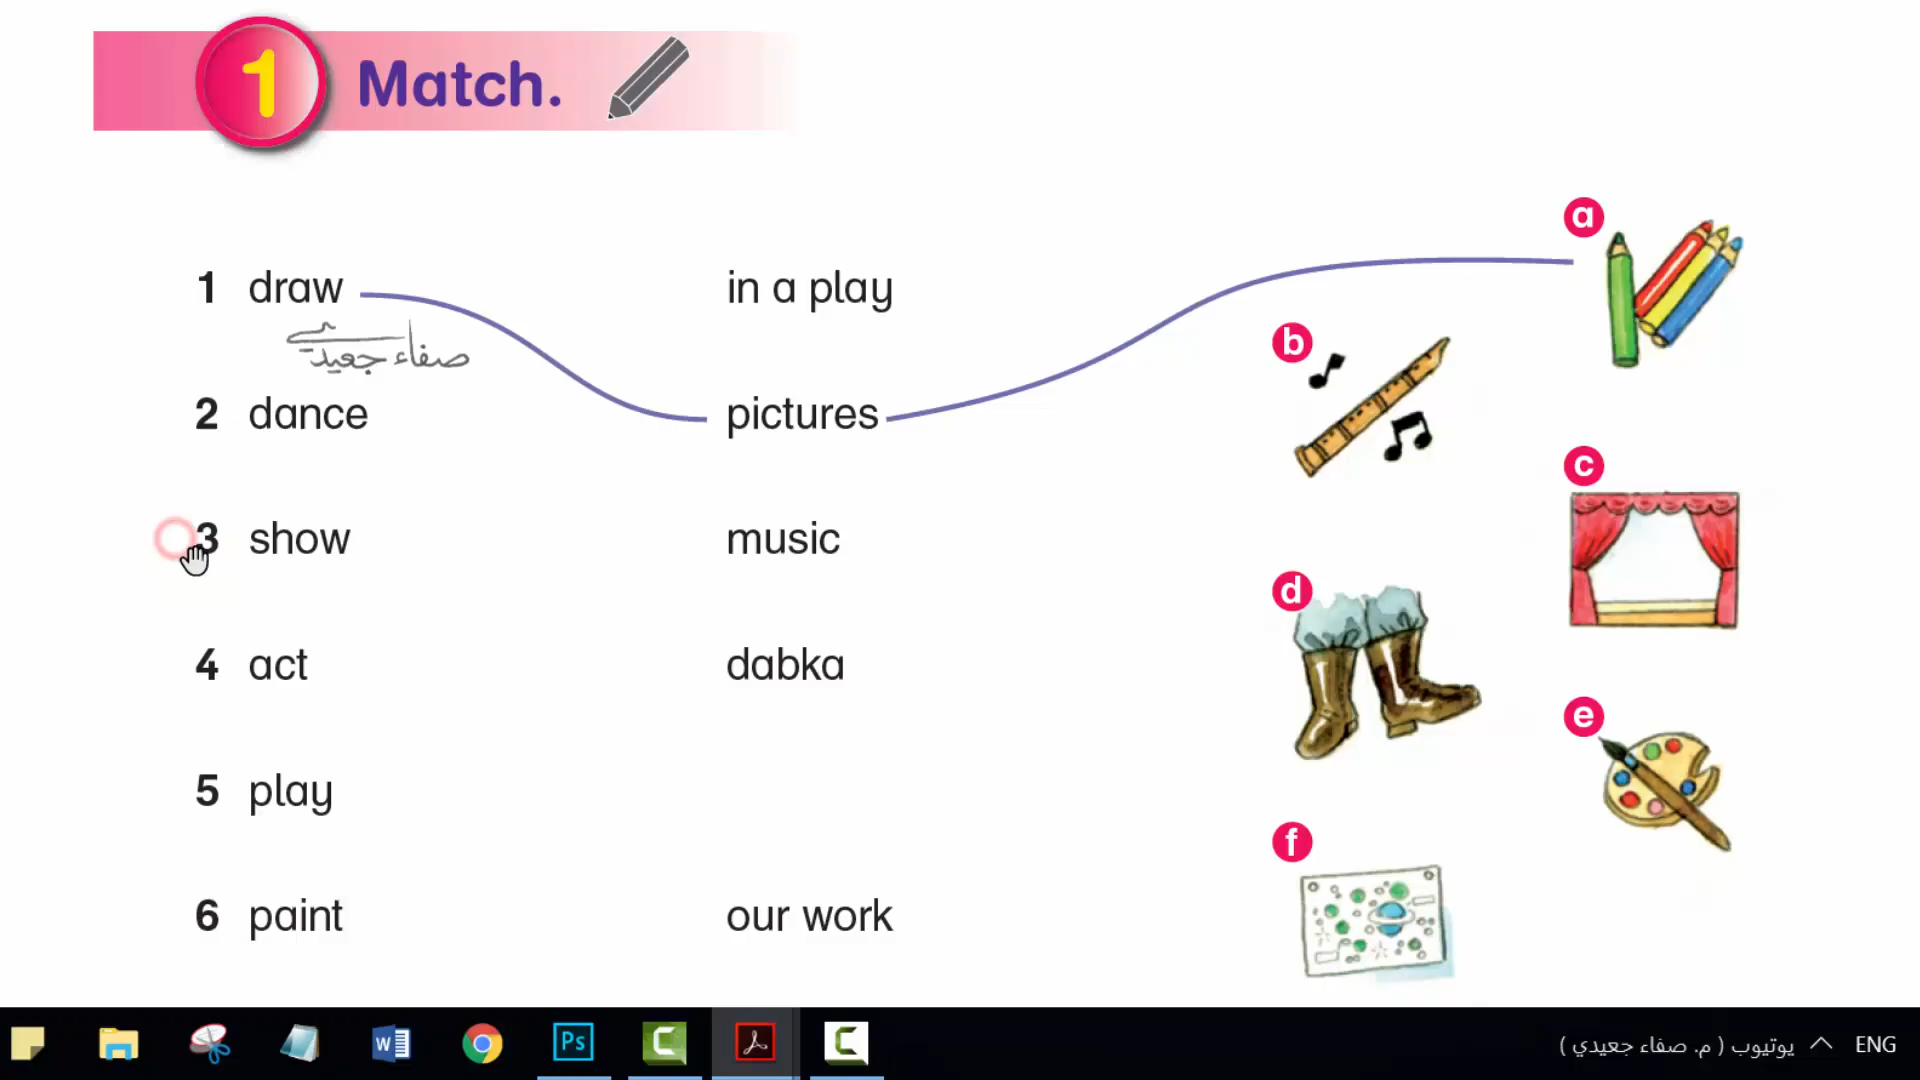 1 Match.
1 draw
in a play
a
صفاء جعيدي
b
2 dance
pictures
c
3 show
music
d
4 act
dabka
e
5 play
f
6 paint
our work
W
Ps
C
C
يوتيوب ( م. صفاء جعيدي )
ENG